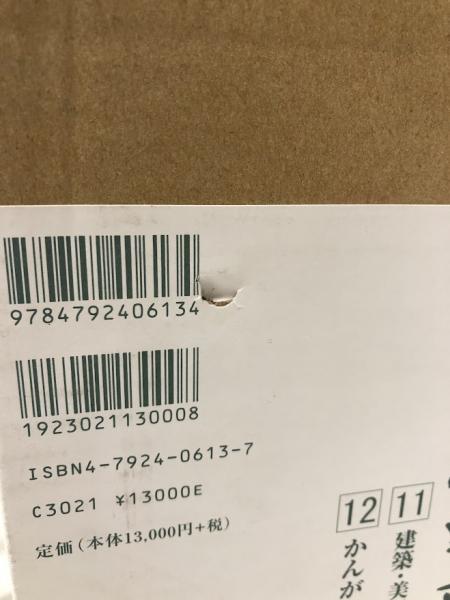 9784792406134
1923021130008
ISBN4-7924-0613-7
C3021 ¥13000E
定価(本体13,000円+税)
11 建築・美
12 かんが